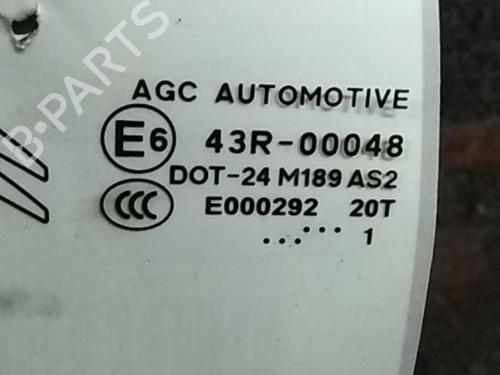 B-PARTS
AGC AUTOMOTIVE
E6 43R-00048
DOT-24 M189 AS2
CCC E000292 20T
...... 1